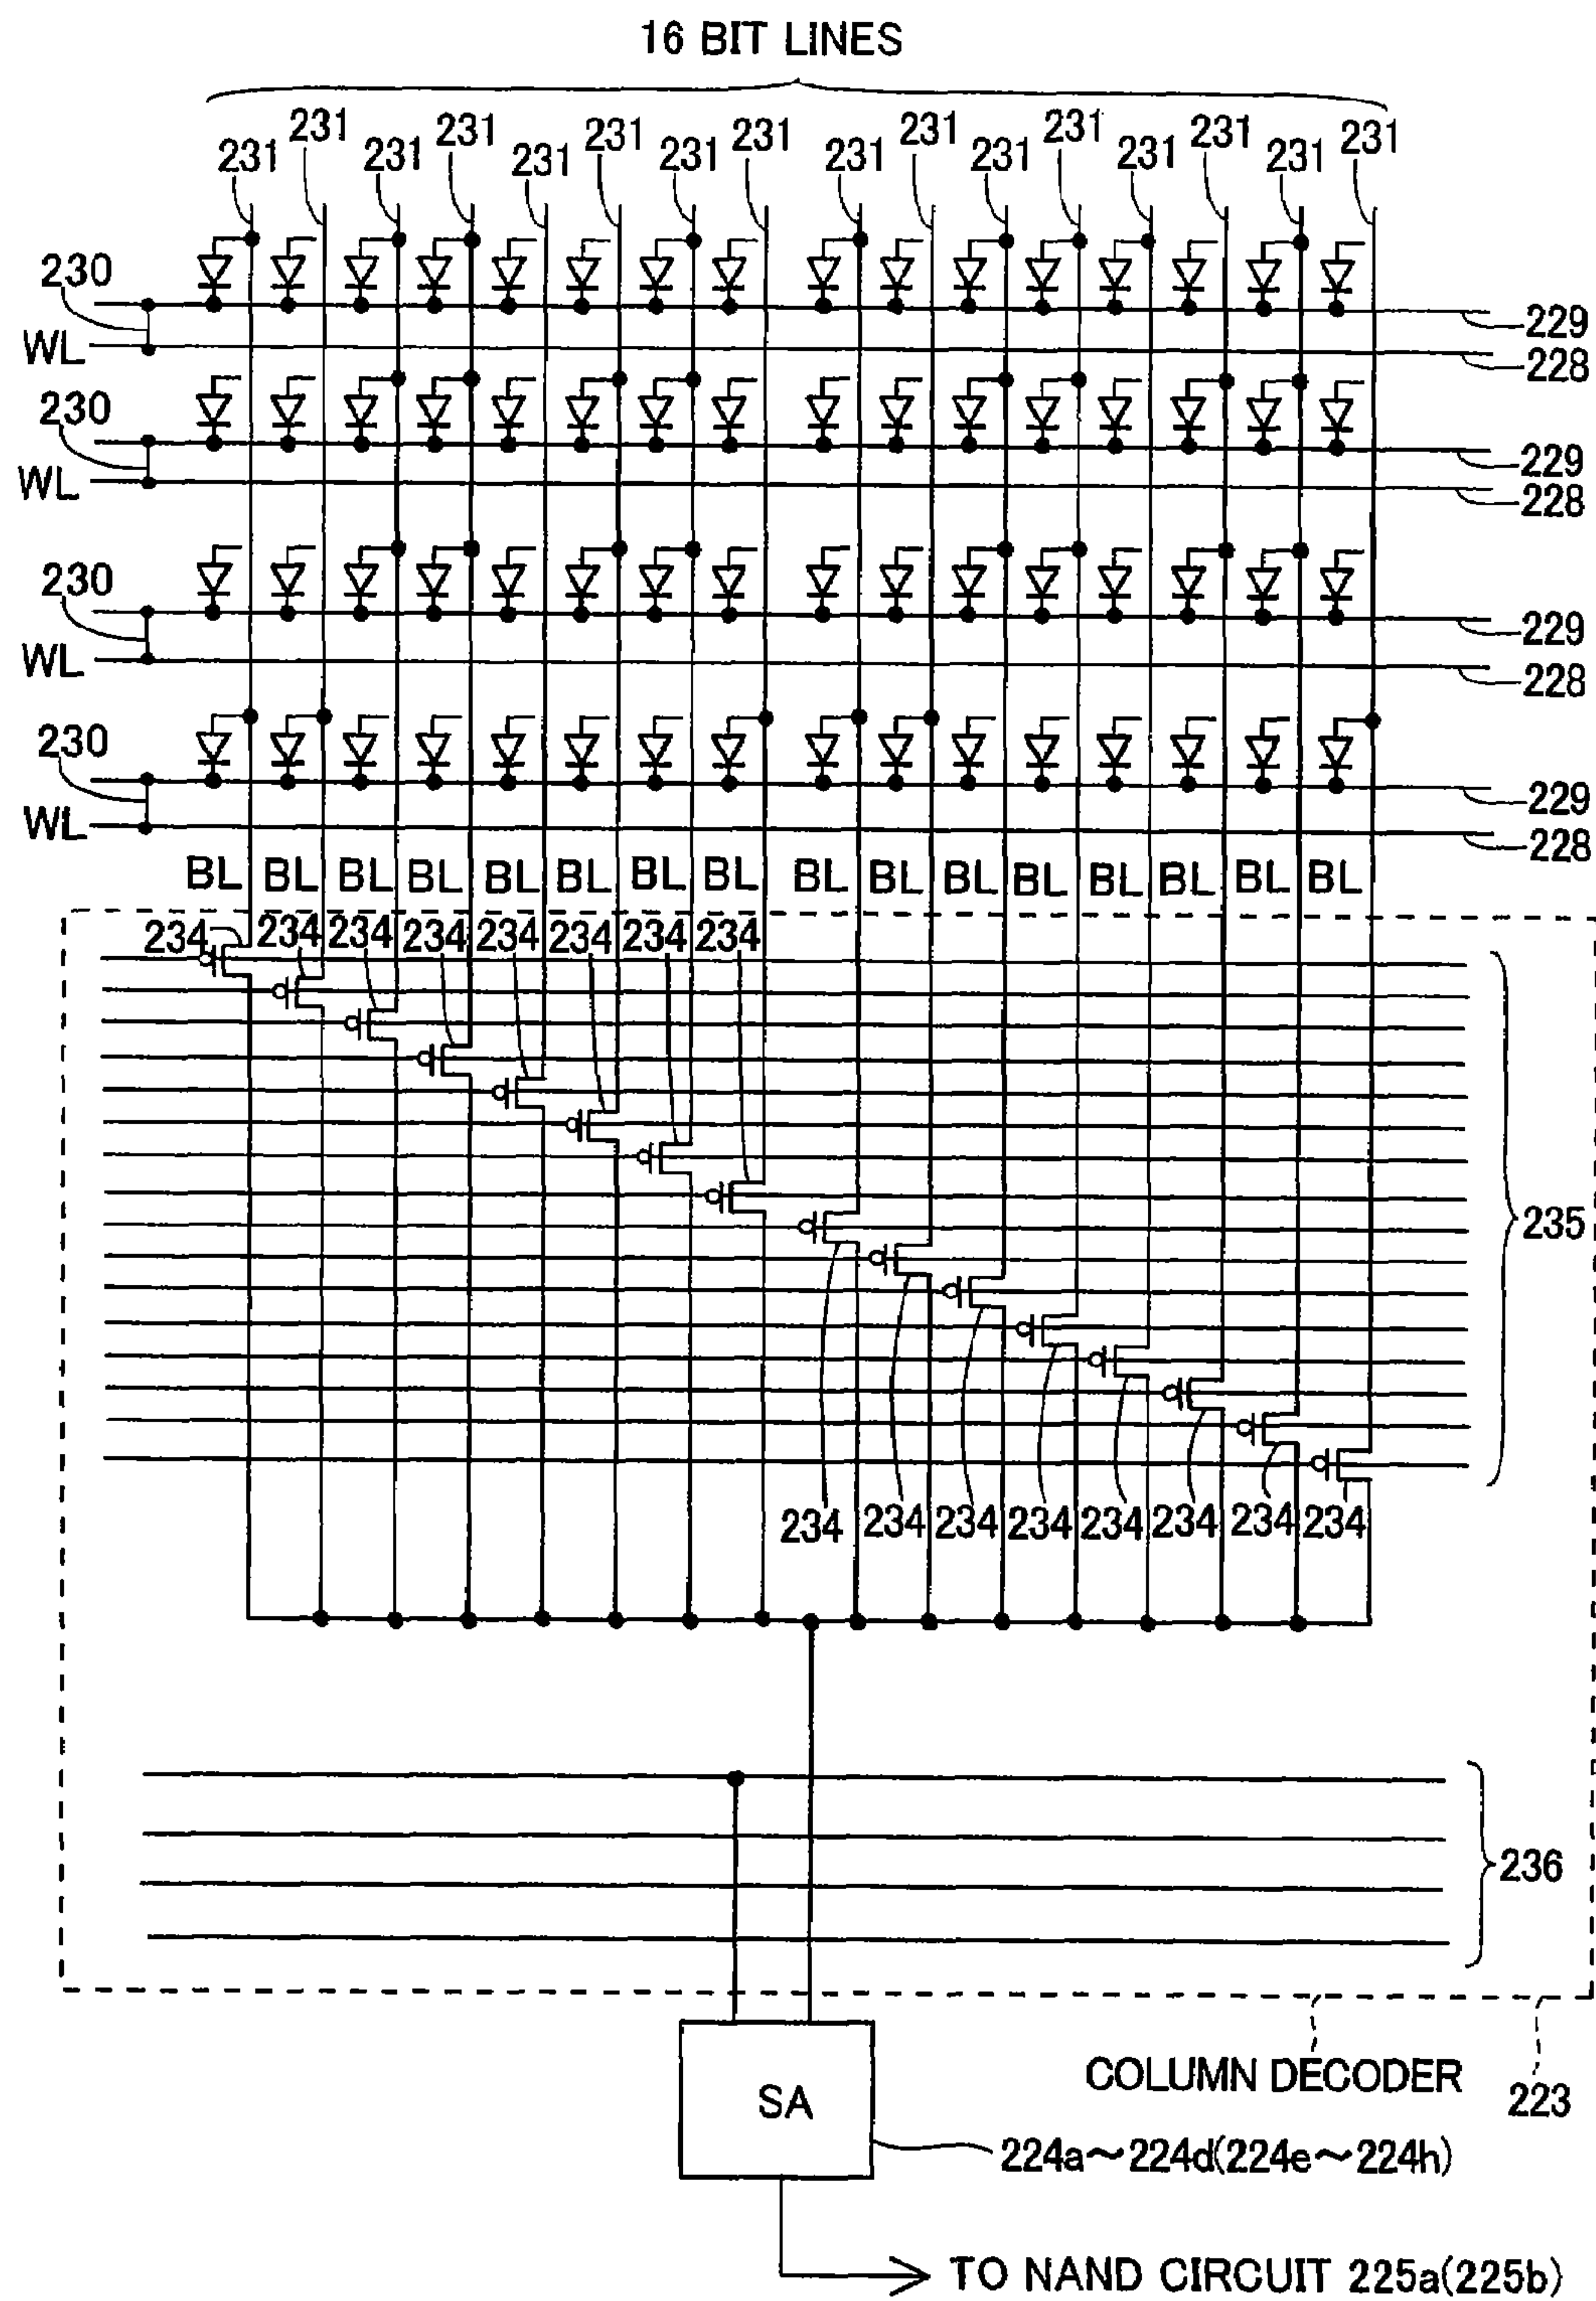 16 BIT LINES
231 231 231 231 231 231 231 231 231 231 231 231 231 231 231 231
230
229
WL
228
230
229
WL
228
230
229
WL
228
230
229
WL
228
BL BL BL BL BL BL BL BL BL BL BL BL BL BL BL BL
234 234 234 234 234 234 234 234
235
234 234 234 234 234 234 234 234
236
COLUMN DECODER
223
SA
224a～224d(224e～224h)
TO NAND CIRCUIT 225a(225b)